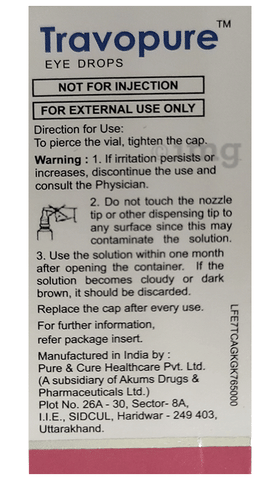 Travopure™
EYE DROPS
NOT FOR INJECTION
FOR EXTERNAL USE ONLY
Direction for Use:
To pierce the vial, tighten the cap.
Warning : 1. If irritation persists or
increases, discontinue the use and
consult the Physician.
2. Do not touch the nozzle
tip or other dispensing tip to
any surface since this may
contaminate the solution.
3. Use the solution within one month
after opening the container. If the
solution becomes cloudy or dark
brown, it should be discarded.
Replace the cap after every use.
For further information,
refer package insert.
Manufactured in India by :
Pure & Cure Healthcare Pvt. Ltd.
(A subsidiary of Akums Drugs &
Pharmaceuticals Ltd.)
Plot No. 26A - 30, Sector- 8A,
I.I.E., SIDCUL, Haridwar - 249 403,
Uttarakhand.
LFE7TCAGKGK765000